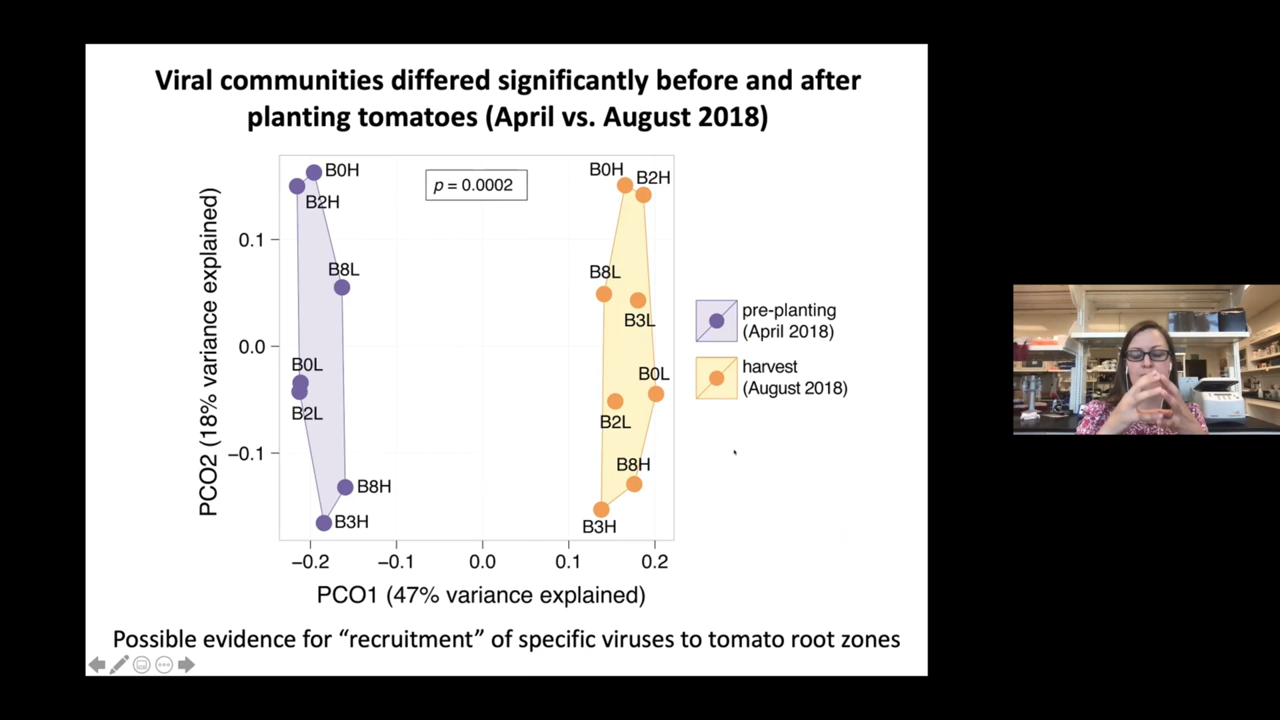 Viral communities differed significantly before and after
planting tomatoes (April vs. August 2018)
B0H
B2H
B8L
B0L
B2L
B8H
B3H
p = 0.0002
B0H
B2H
B8L
B3L
B0L
B2L
B8H
B3H
0.1
0.0
−0.1
PCO2 (18% variance explained)
−0.2
−0.1
0.0
0.1
0.2
PCO1 (47% variance explained)
pre-planting
(April 2018)
harvest
(August 2018)
Possible evidence for “recruitment” of specific viruses to tomato root zones